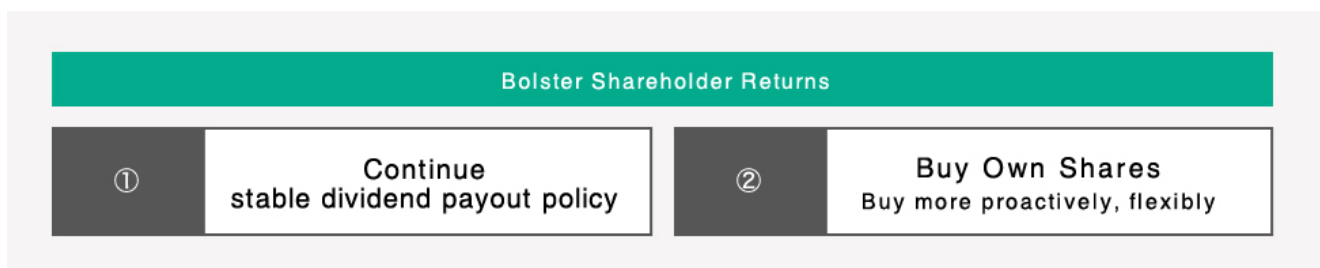 Bolster Shareholder Returns
①
Continue
stable dividend payout policy
②
Buy Own Shares
Buy more proactively, flexibly